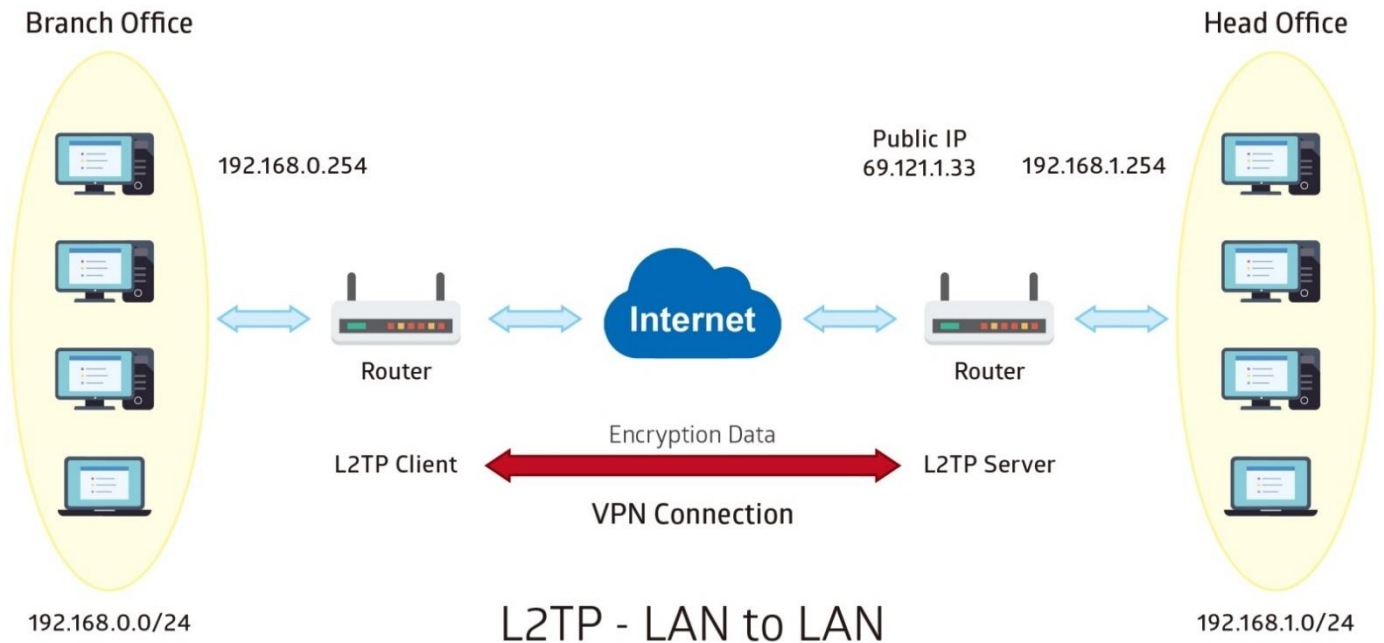 Branch Office
Head Office
192.168.0.254
Public IP
69.121.1.33
192.168.1.254
Internet
Router
Router
Encryption Data
L2TP Client
L2TP Server
VPN Connection
192.168.0.0/24
L2TP - LAN to LAN
192.168.1.0/24